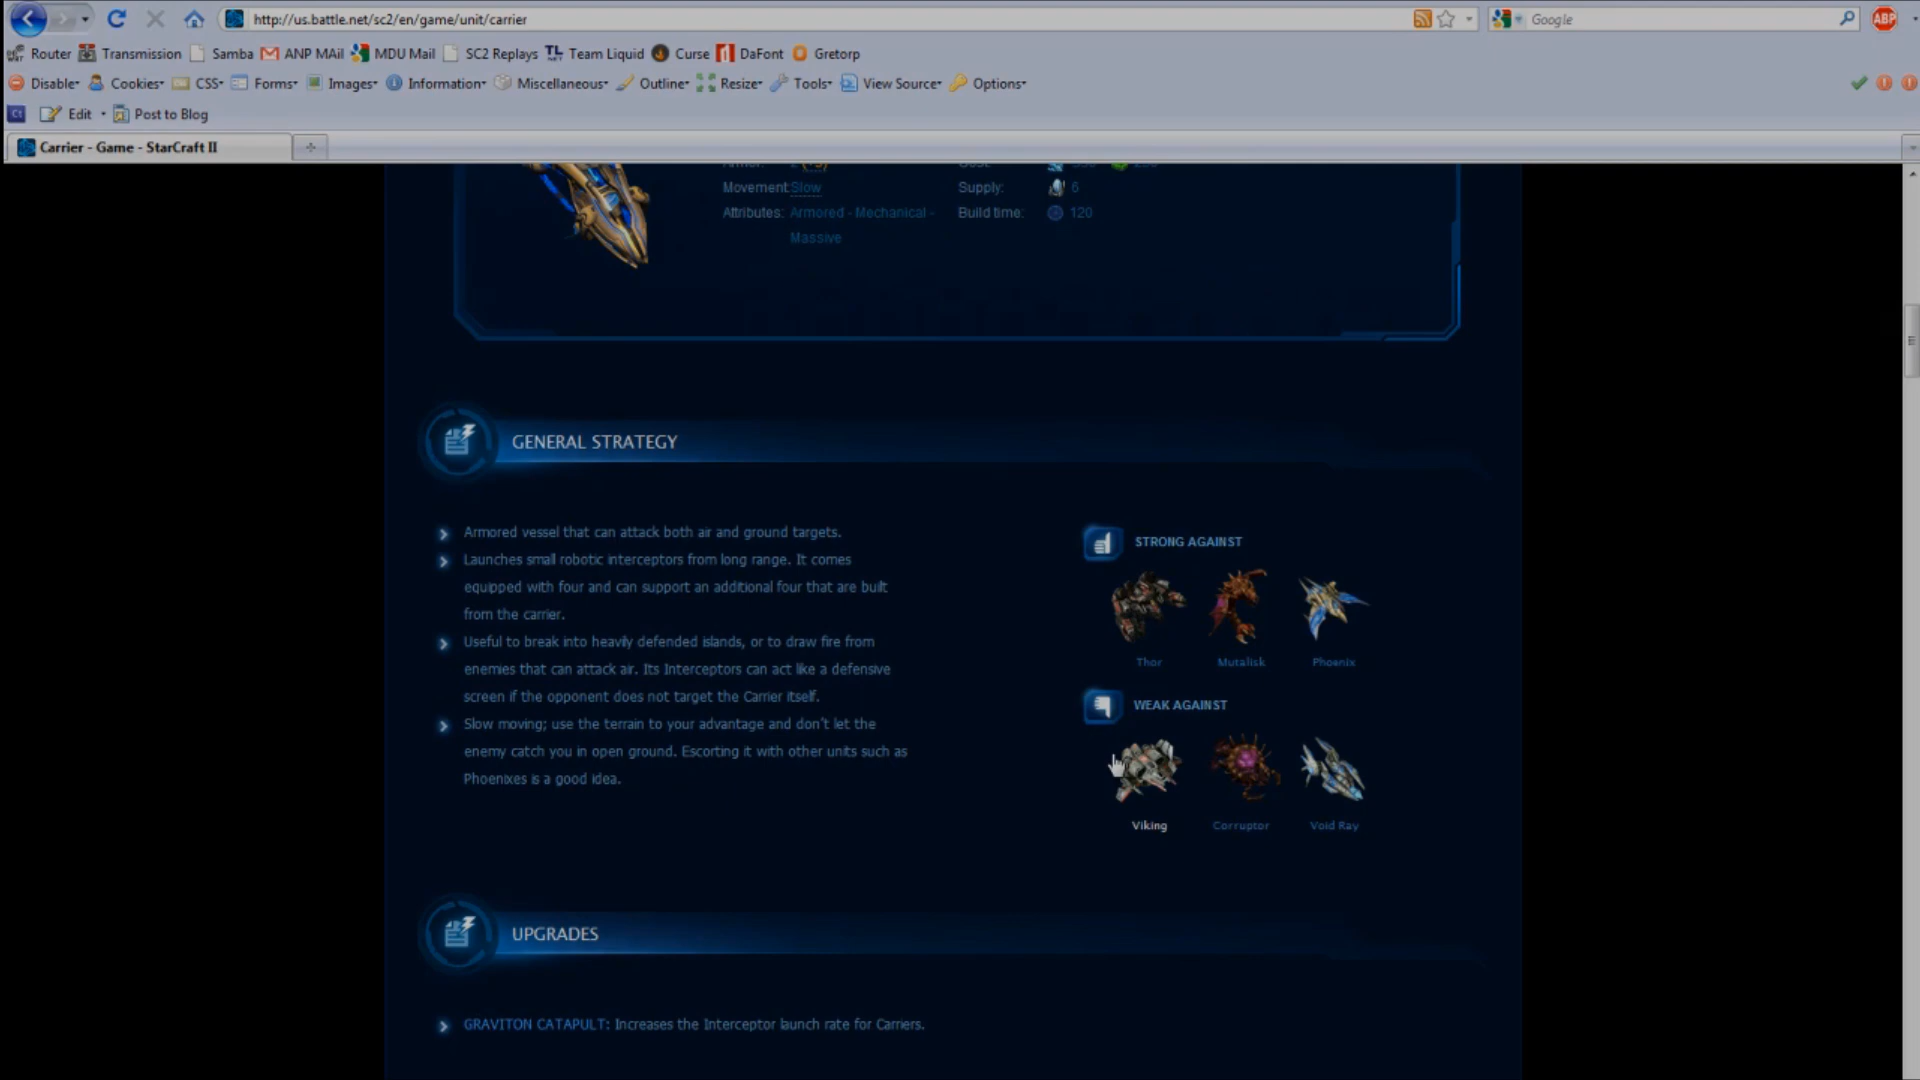 http://us.battle.net/sc2/en/game/unit/carrier
Google
ABP
Router Transmission Samba ANP MAil MDU Mail SC2 Replays TL Team Liquid Curse DaFont Gretorp
Disable Cookies CSS Forms Images Information Miscellaneous Outline Resize Tools View Source Options
Ct Edit Post to Blog
Carrier - Game - StarCraft II
Movement: Slow Supply: 6
Attributes: Armored - Mechanical - Build time: 120
Massive
GENERAL STRATEGY
Armored vessel that can attack both air and ground targets.
Launches small robotic interceptors from long range. It comes
equipped with four and can support an additional four that are built
from the carrier.
Useful to break into heavily defended islands, or to draw fire from
enemies that can attack air. Its Interceptors can act like a defensive
screen if the opponent does not target the Carrier itself.
Slow moving; use the terrain to your advantage and don't let the
enemy catch you in open ground. Escorting it with other units such as
Phoenixes is a good idea.
STRONG AGAINST
Thor Mutalisk Phoenix
WEAK AGAINST
Viking Corruptor Void Ray
UPGRADES
GRAVITON CATAPULT: Increases the Interceptor launch rate for Carriers.